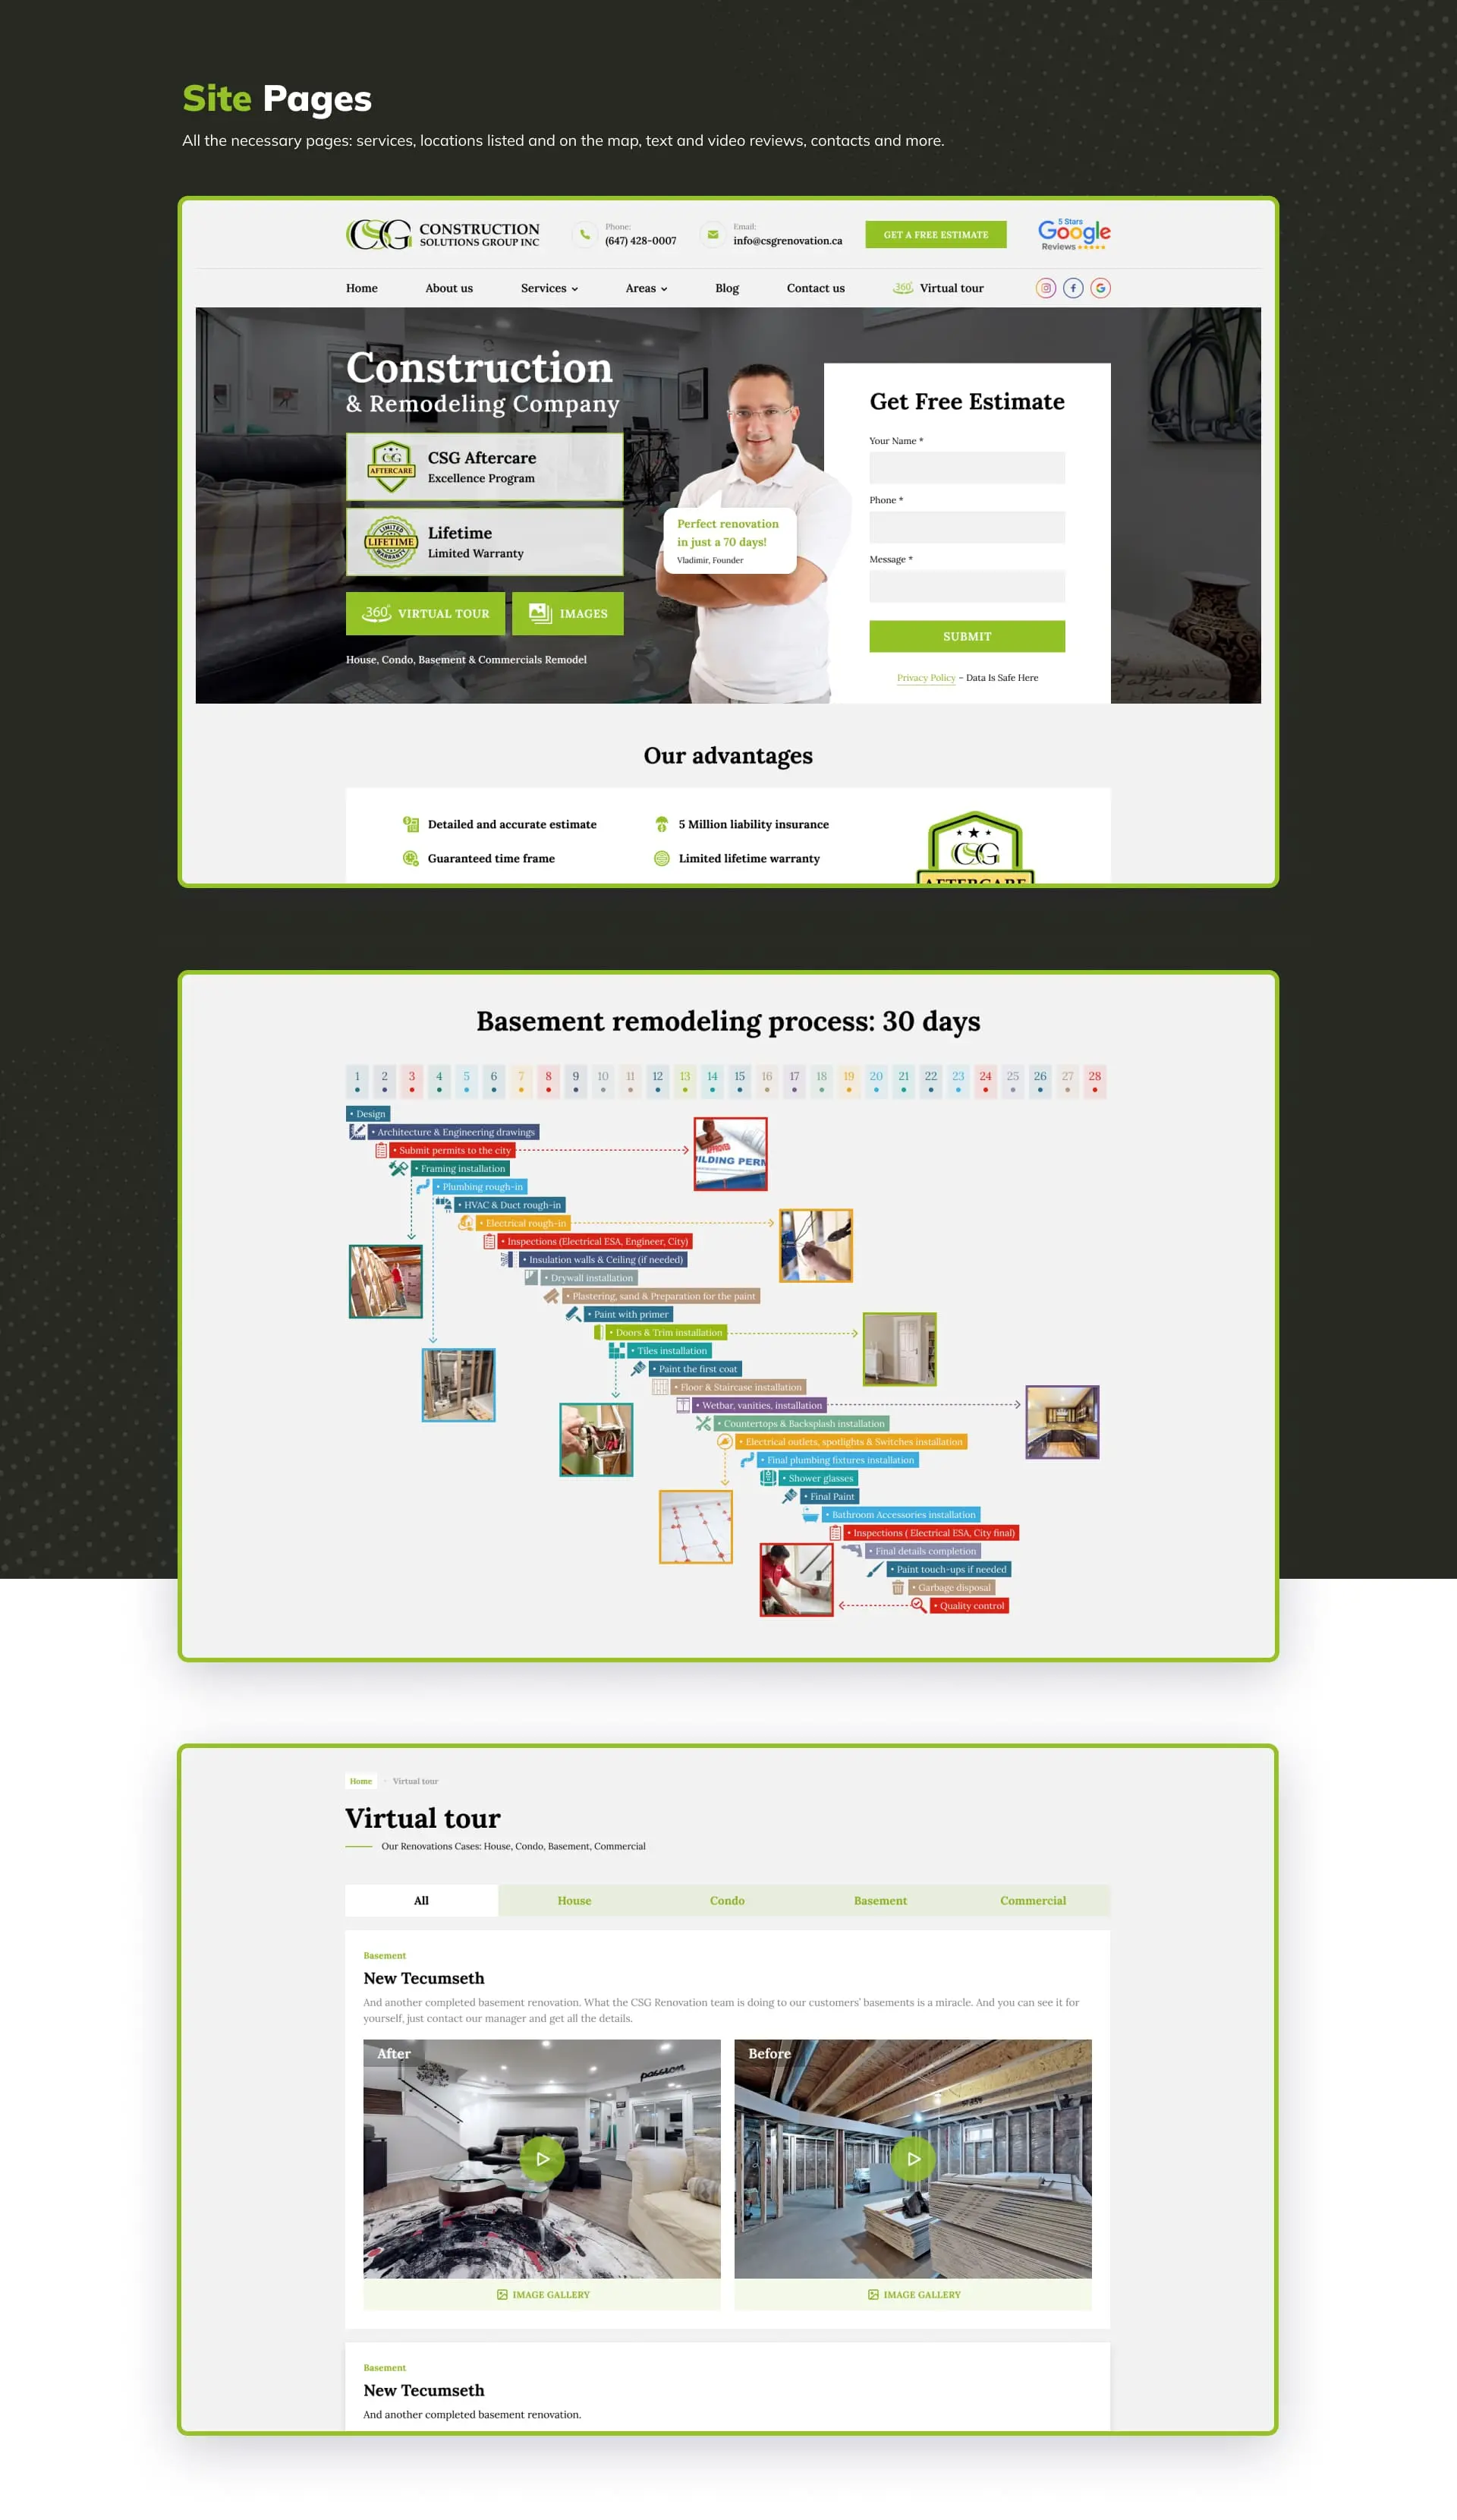 Site Pages
All the necessary pages: services, locations listed and on the map, text and video reviews, contacts and more.
CSG CONSTRUCTION
SOLUTIONS GROUP INC
Phone:
(647) 428-0007
Email:
info@csgrenovation.ca
GET A FREE ESTIMATE
5 Stars
Google
Reviews
Home About us Services Areas Blog Contact us 360° Virtual tour
Construction
& Remodeling Company
CSG
AFTERCARE
CSG Aftercare
Excellence Program
LIMITED
LIFETIME
WARRANTY
Lifetime
Limited Warranty
360° VIRTUAL TOUR
IMAGES
House, Condo, Basement & Commercials Remodel
Perfect renovation
in just a 70 days!
Vladimir, Founder
Get Free Estimate
Your Name *
Phone *
Message *
SUBMIT
Privacy Policy – Data Is Safe Here
Our advantages
Detailed and accurate estimate
5 Million liability insurance
Guaranteed time frame
Limited lifetime warranty
CSG
AFTERCARE
Basement remodeling process: 30 days
1 2 3 4 5 6 7 8 9 10 11 12 13 14 15 16 17 18 19 20 21 22 23 24 25 26 27 28
• Design
• Architecture & Engineering drawings
• Submit permits to the city
APPROVED
BUILDING PERM
• Framing installation
• Plumbing rough-in
• HVAC & Duct rough-in
• Electrical rough-in
• Inspections (Electrical ESA, Engineer, City)
• Insulation walls & Ceiling (if needed)
• Drywall installation
• Plastering, sand & Preparation for the paint
• Paint with primer
• Doors & Trim installation
• Tiles installation
• Paint the first coat
• Floor & Staircase installation
• Wetbar, vanities, installation
• Countertops & Backsplash installation
• Electrical outlets, spotlights & Switches installation
• Final plumbing fixtures installation
• Shower glasses
• Final Paint
• Bathroom Accessories installation
• Inspections ( Electrical ESA, City final)
• Final details completion
• Paint touch-ups if needed
• Garbage disposal
• Quality control
Home – Virtual tour
Virtual tour
Our Renovations Cases: House, Condo, Basement, Commercial
All House Condo Basement Commercial
Basement
New Tecumseth
And another completed basement renovation. What the CSG Renovation team is doing to our customers’ basements is a miracle. And you can see it for
yourself, just contact our manager and get all the details.
After
passion
Before
IMAGE GALLERY
IMAGE GALLERY
Basement
New Tecumseth
And another completed basement renovation.